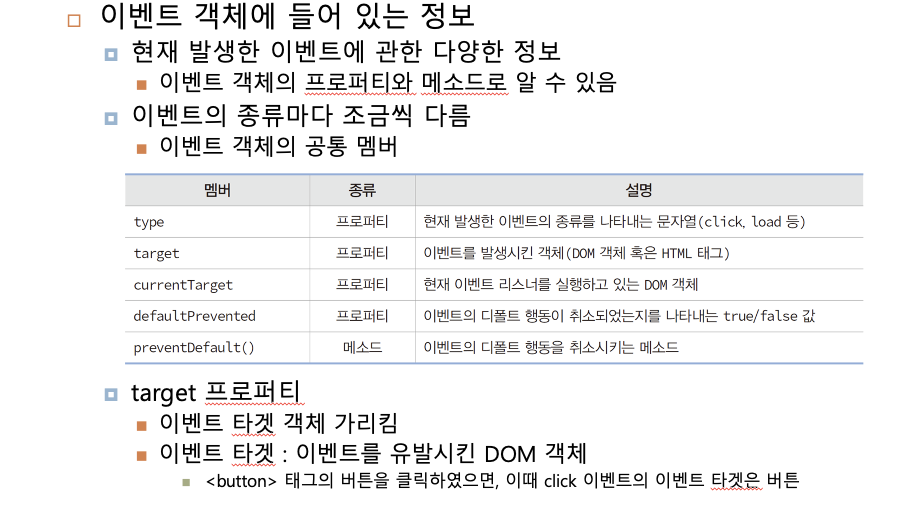 이벤트 객체에 들어 있는 정보
현재 발생한 이벤트에 관한 다양한 정보
이벤트 객체의 프로퍼티와 메소드로 알 수 있음
이벤트의 종류마다 조금씩 다름
이벤트 객체의 공통 멤버
멤버 종류 설명
type 프로퍼티 현재 발생한 이벤트의 종류를 나타내는 문자열(click, load 등)
target 프로퍼티 이벤트를 발생시킨 객체(DOM 객체 혹은 HTML 태그)
currentTarget 프로퍼티 현재 이벤트 리스너를 실행하고 있는 DOM 객체
defaultPrevented 프로퍼티 이벤트의 디폴트 행동이 취소되었는지를 나타내는 true/false 값
preventDefault() 메소드 이벤트의 디폴트 행동을 취소시키는 메소드
target 프로퍼티
이벤트 타겟 객체 가리킴
이벤트 타겟 : 이벤트를 유발시킨 DOM 객체
<button> 태그의 버튼을 클릭하였으면, 이때 click 이벤트의 이벤트 타겟은 버튼